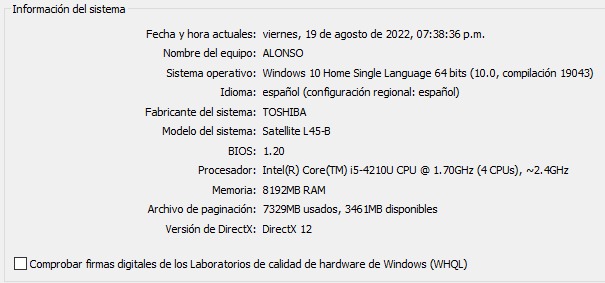 Información del sistema
Fecha y hora actuales: viernes, 19 de agosto de 2022, 07:38:36 p.m.
Nombre del equipo: ALONSO
Sistema operativo: Windows 10 Home Single Language 64 bits (10.0, compilación 19043)
Idioma: español (configuración regional: español)
Fabricante del sistema: TOSHIBA
Modelo del sistema: Satellite L45-B
BIOS: 1.20
Procesador: Intel(R) Core(TM) i5-4210U CPU @ 1.70GHz (4 CPUs), ~2.4GHz
Memoria: 8192MB RAM
Archivo de paginación: 7329MB usados, 3461MB disponibles
Versión de DirectX: DirectX 12
Comprobar firmas digitales de los Laboratorios de calidad de hardware de Windows (WHQL)